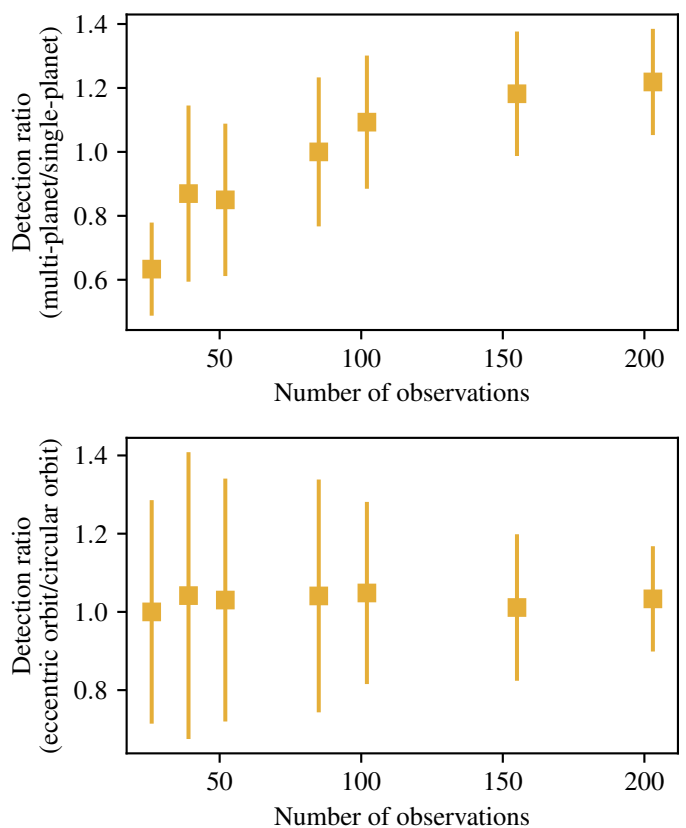 Detection ratio
(multi-planet/single-planet)
1.4
1.2
1.0
0.8
0.6
50 100 150 200
Number of observations
Detection ratio
(eccentric orbit/circular orbit)
1.4
1.2
1.0
0.8
50 100 150 200
Number of observations